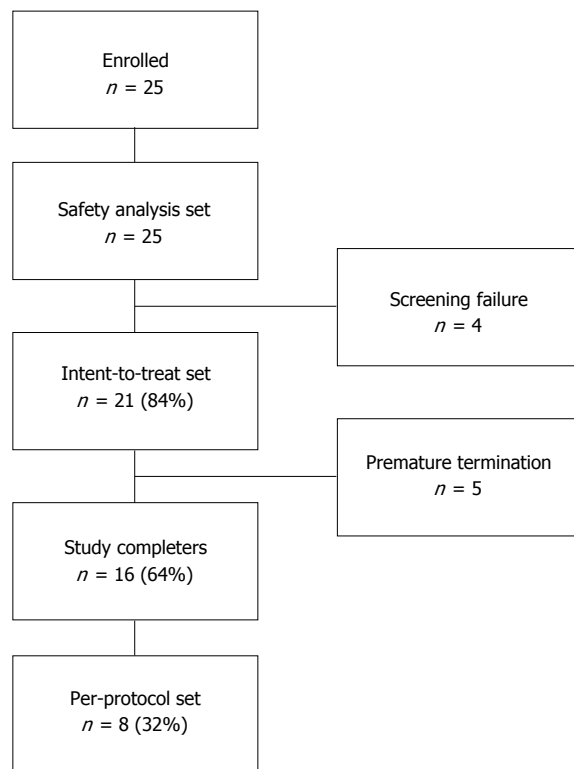 Enrolled
n = 25
Safety analysis set
n = 25
Screening failure
n = 4
Intent-to-treat set
n = 21 (84%)
Premature termination
n = 5
Study completers
n = 16 (64%)
Per-protocol set
n = 8 (32%)